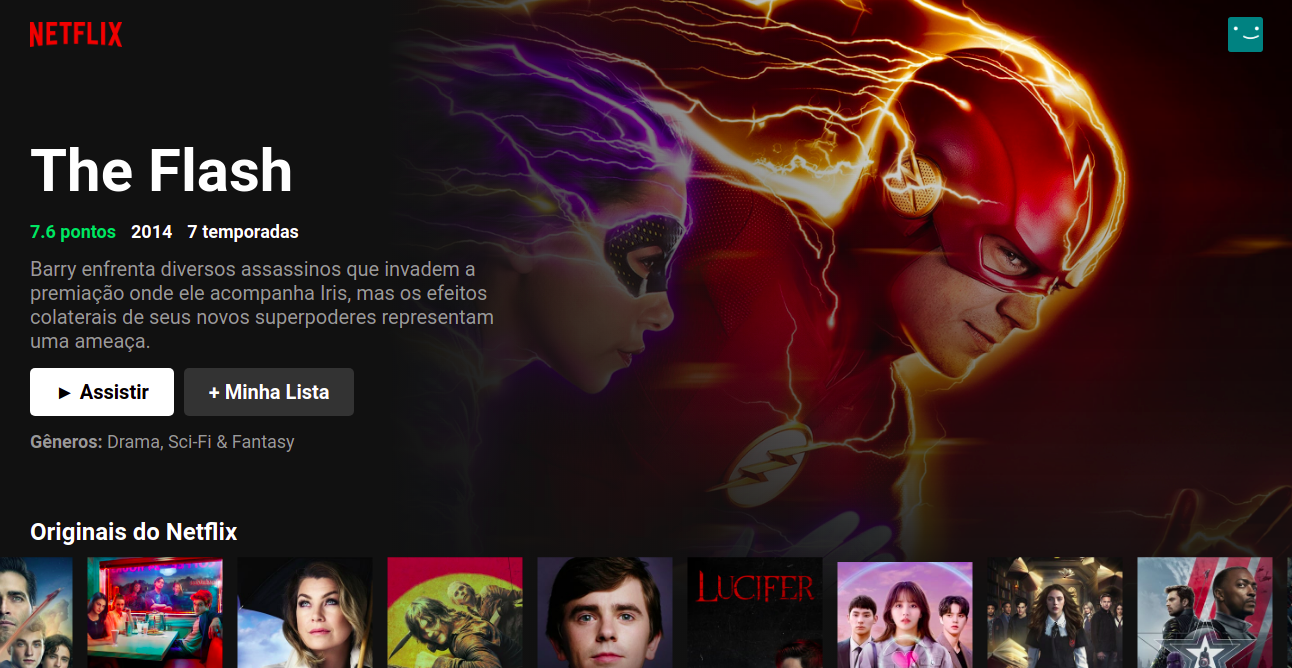 NETFLIX
The Flash
7.6 pontos 2014 7 temporadas
Barry enfrenta diversos assassinos que invadem a
premiação onde ele acompanha Iris, mas os efeitos
colaterais de seus novos superpoderes representam
uma ameaça.
► Assistir + Minha Lista
Gêneros: Drama, Sci-Fi & Fantasy
Originais do Netflix
LUCIFER